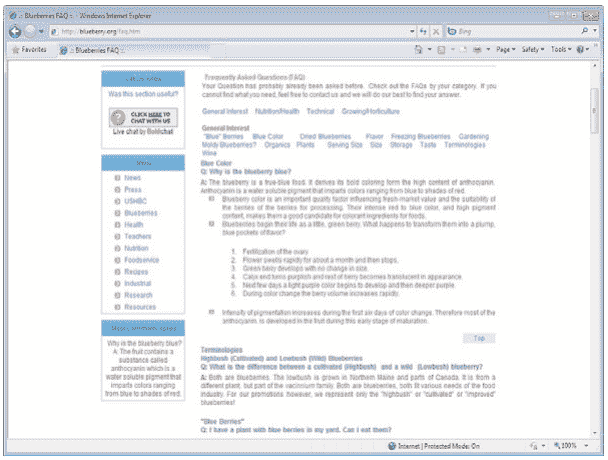 :: Blueberries FAQ :: - Windows Internet Explorer
http://blueberry.org/faq.htm
Bing
Favorites
:: Blueberries FAQ ::
Page
Safety
Tools
Was this section useful?
CLICK HERE TO
CHAT WITH US
Live chat by Boldchat
News
Press
USHBC
Blueberries
Health
Teachers
Nutrition
Foodservice
Recipes
Industrial
Research
Resources
Why is the blueberry blue?
A: The fruit contains a
substance called
anthocyanin which is a
water soluble pigment that
imparts colors ranging
from blue to shades of red.
Frequently Asked Questions (FAQ)
Your Question has probably already been asked before. Check out the FAQs by your category. If you
cannot find what you need, feel free to contact us and we will do our best to find your answer.
General Interest Nutrition/Health Technical Growing/Horticulture
General Interest
"Blue" Berries Blue Color Dried Blueberries Flavor Freezing Blueberries Gardening
Moldy Blueberries? Organics Plants Serving Size Size Storage Taste Terminologies
Wine
Blue Color
Q: Why is the blueberry blue?
A: The blueberry is a true-blue food. It derives its bold coloring form the high content of anthocyanin.
Anthocyanin is a water soluble pigment that imparts colors ranging from blue to shades of red.
Blueberry color is an important quality factor influencing fresh-market value and the suitability
of the berries of the berries for processing. Their intense red to blue color, and high pigment
content, makes them a good candidate for colorant ingredients for foods.
Blueberries begin their life as a little, green berry. What happens to transform them into a plump,
blue pockets of flavor?
1. Fertilization of the ovary
2. Flower swells rapidly for about a month and then stops.
3. Green berry develops with no change in size.
4. Calyx end turns purplish and rest of berry becomes translucent in appearance.
5. Next few days a light purple color begins to develop and then deeper purple.
6. During color change the berry volume increases rapidly.
Intensity of pigmentation increases during the first six days of color change. Therefore most of the
anthocyanin is developed in the fruit during this early stage of maturation.
Top
Terminologies
Highbush (Cultivated) and Lowbush (Wild) Blueberries
Q: What is the difference between a cultivated (Highbush) and a wild (Lowbush) blueberry?
A: Both are blueberries. The lowbush is grown in Northern Maine and parts of Canada. It is from a
different plant, but part of the vaccinium family. Both are blueberries, both fit various needs of the food
industry. For our promotions however, we represent only the "highbush" or "cultivated" or "improved"
blueberries!
"Blue Berries"
Q: I have a plant with blue berries in my yard. Can I eat them?
Internet | Protected Mode: On
100%